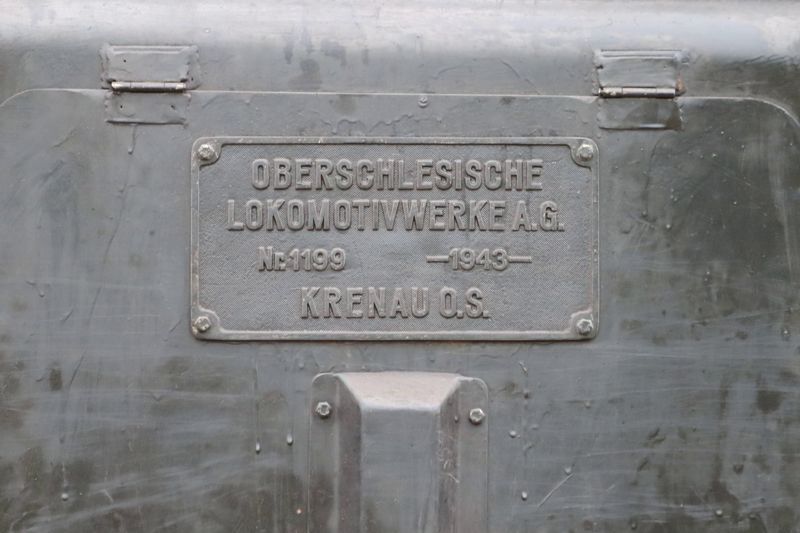 OBERSCHLESISCHE
LOKOMOTIVWERKE A.G.
Nr. 1199 —1943—
KRENAU O.S.